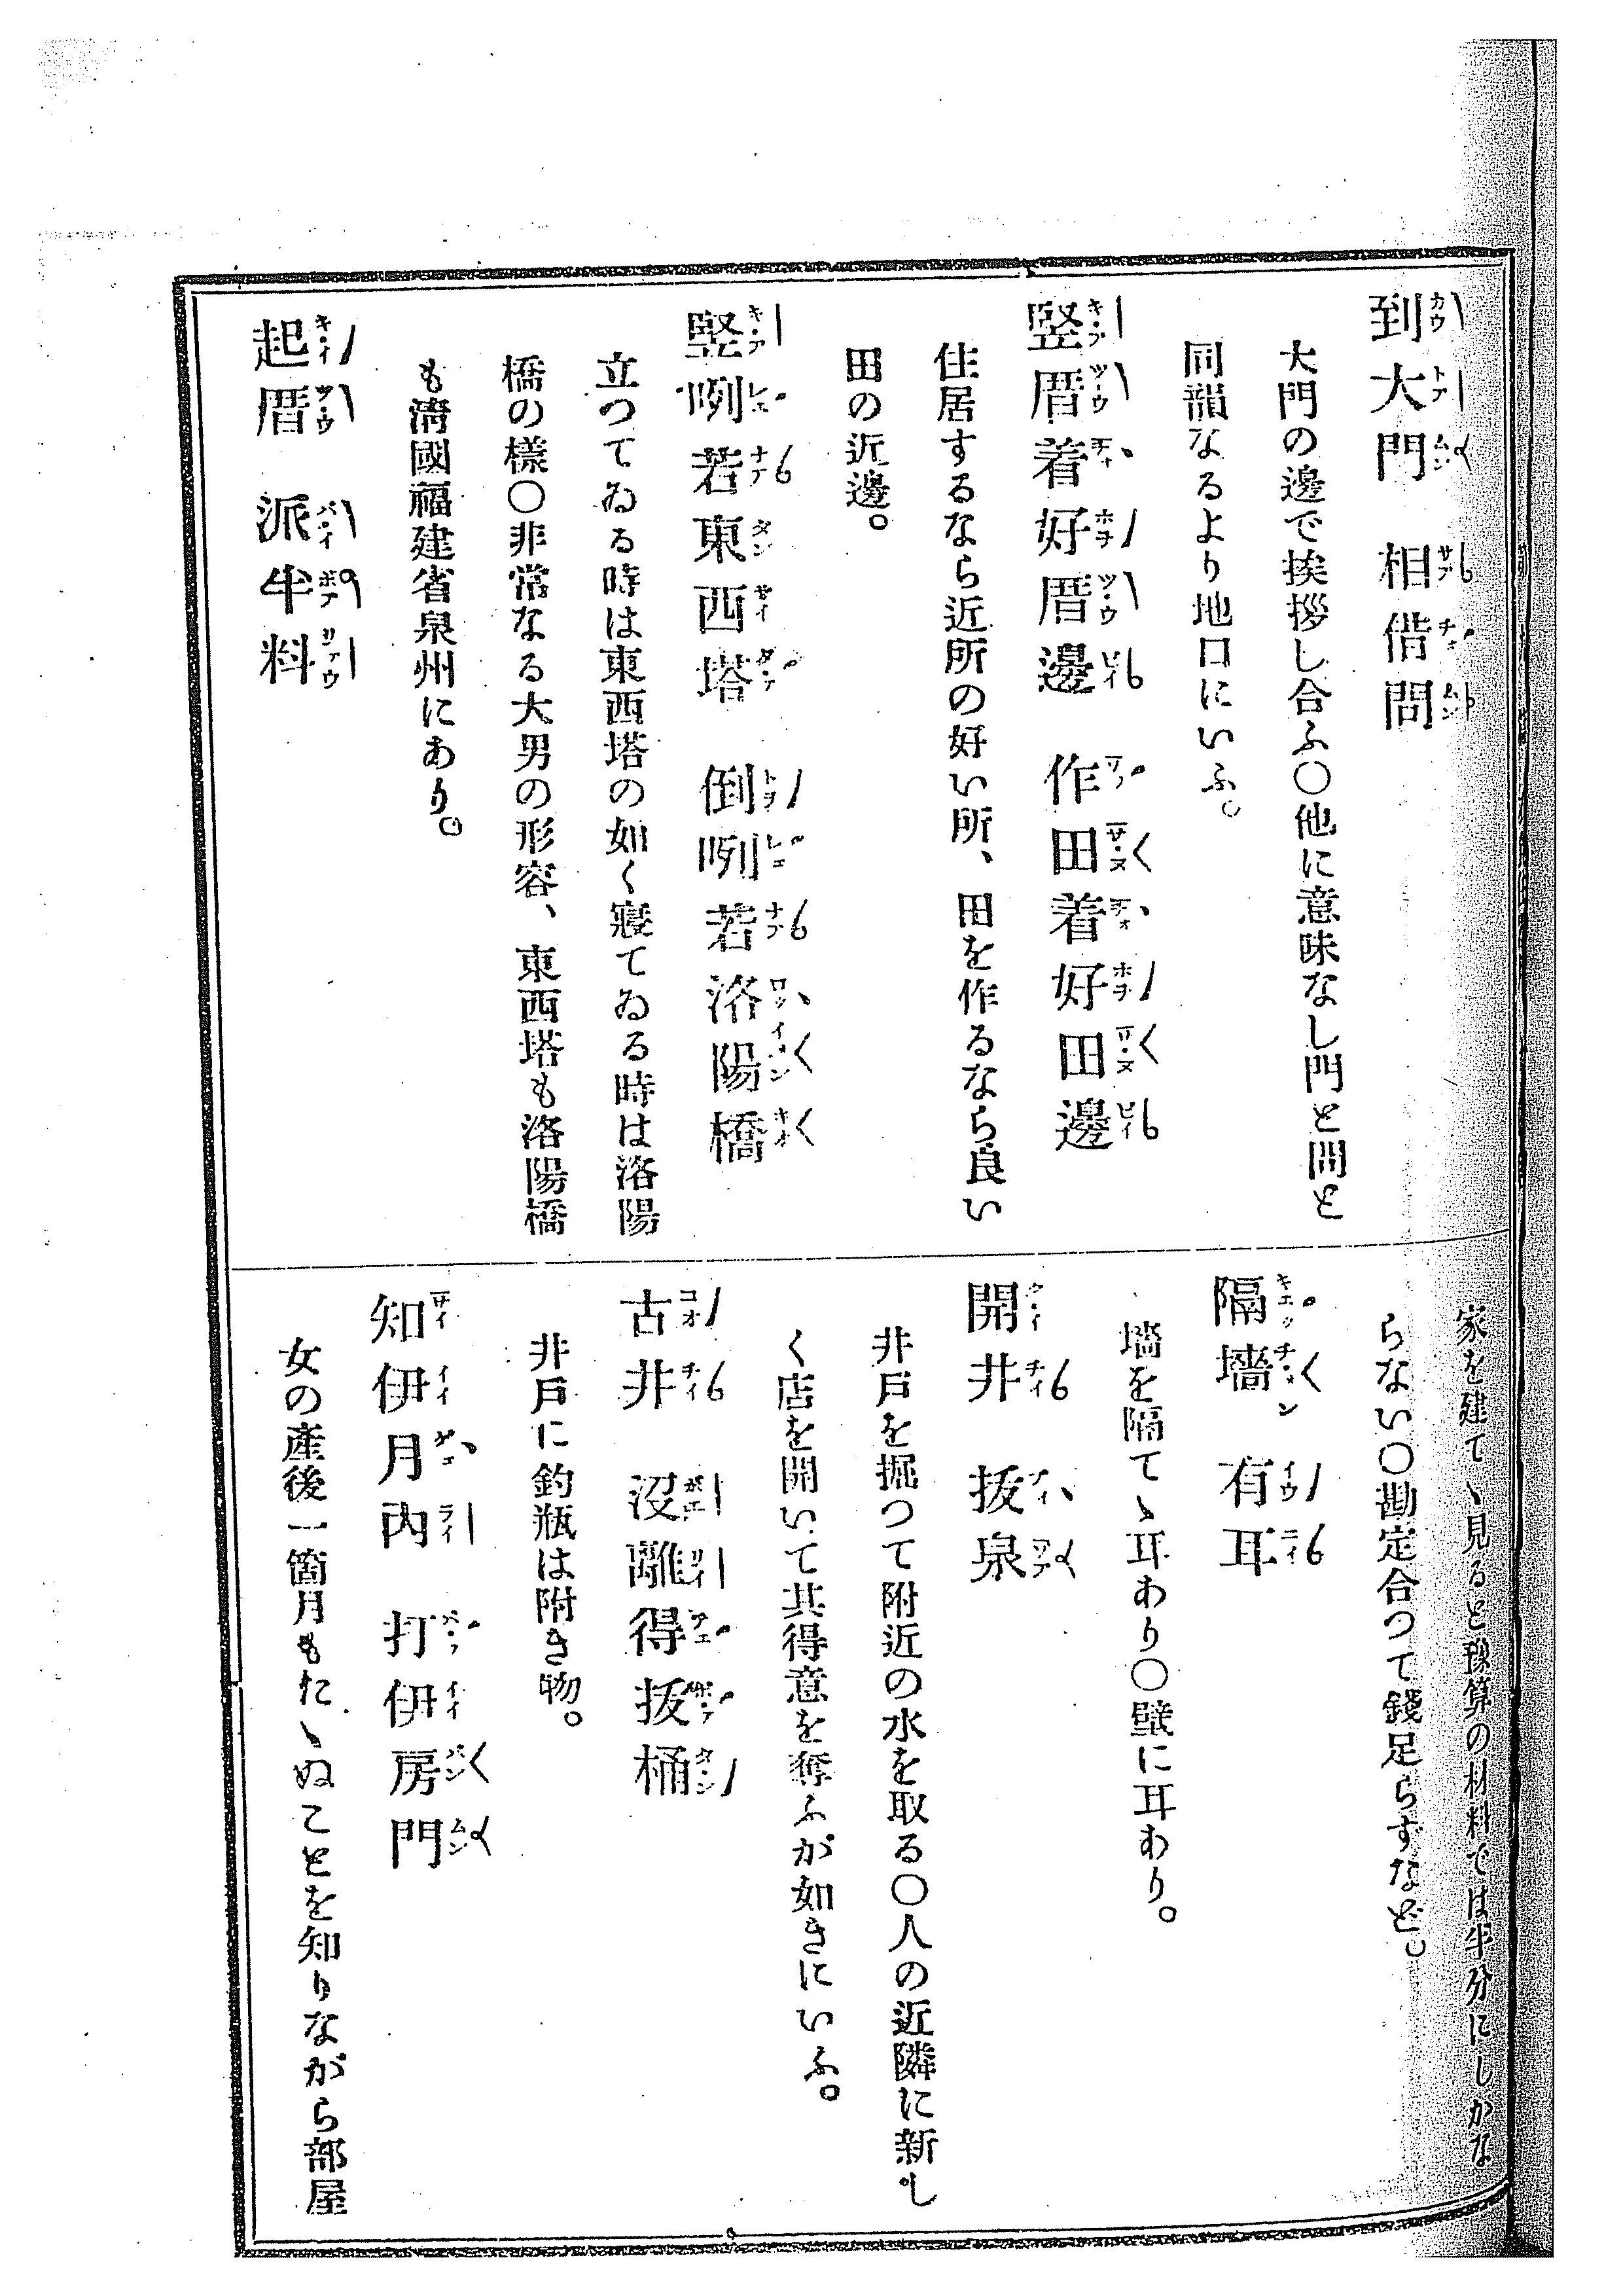 到大門　相偕問
大門の邊で挨拶し合ふ〇他に意味なし門と問と
同韻なるより地口にいふ。
竪厝着好厝邊　作田着好田邊
住居するなら近所の好い所、田を作るなら良い
田の近邊。
竪咧若東西塔　倒咧若洛陽橋
立つてゐる時は東西塔の如く寢てゐる時は洛陽
橋の樣〇非常なる大男の形容、東西塔も洛陽橋
も淸國福建省泉州にあり。
起厝　派半料
家を建てゝ見ると豫算の材料では半分にしかな
らない〇勘定合つて錢足らずなど。
隔墻　有耳
墻を隔てゝ耳あり〇壁に耳あり。
開井　拔泉
井戸を掘つて附近の水を取る〇人の近隣に新し
く店を開いて其得意を奪ふが如きにいふ。
古井　沒離得拔桶
井戸に釣瓶は附き物。
知伊月內　打伊房門
女の產後一箇月もたゝぬことを知りながら部屋